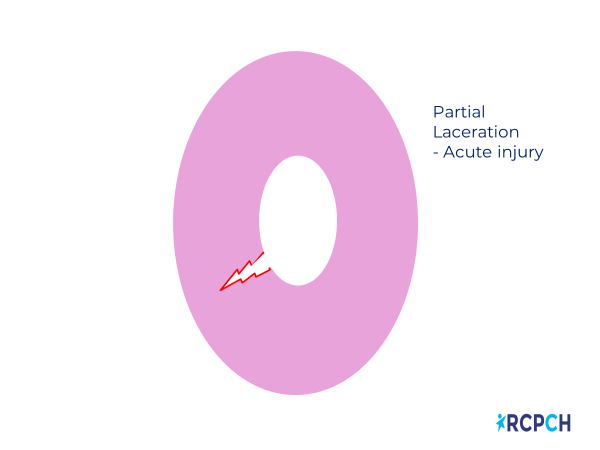 Partial
Laceration
- Acute injury
RCPCH